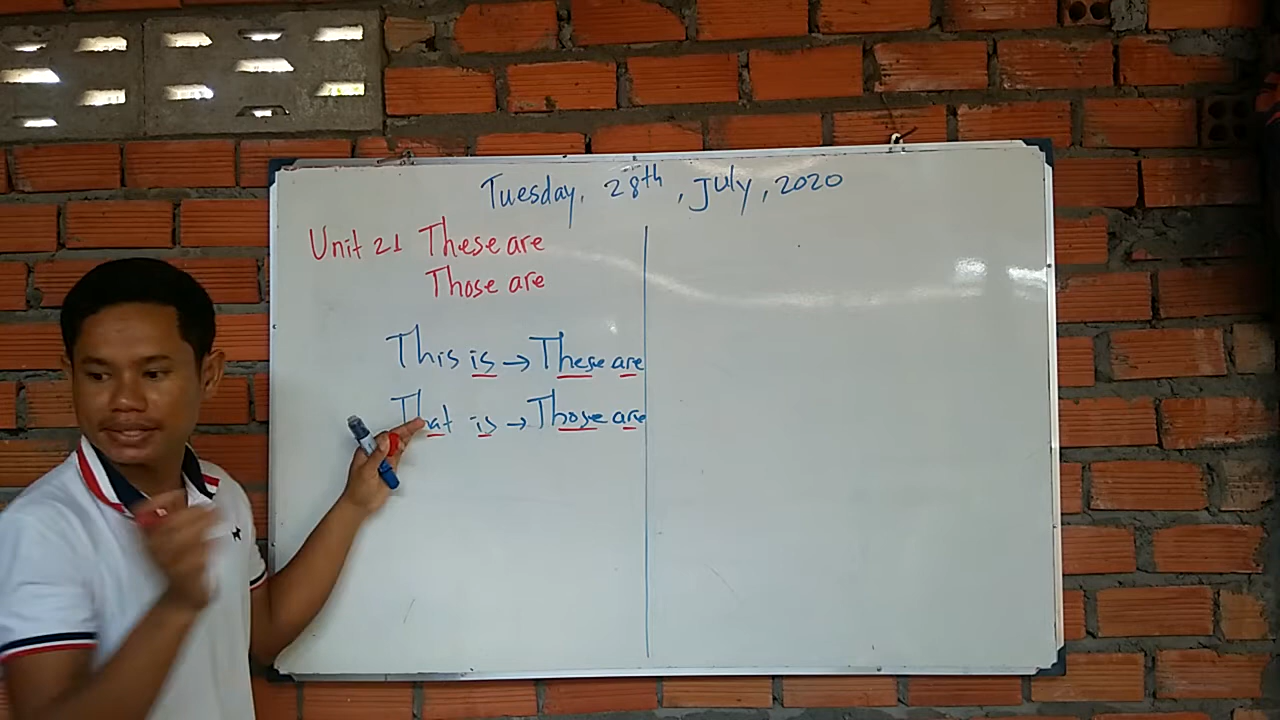 Tuesday, 28th, July, 2020
Unit 21 These are
Those are
This is → These are
That is → Those are